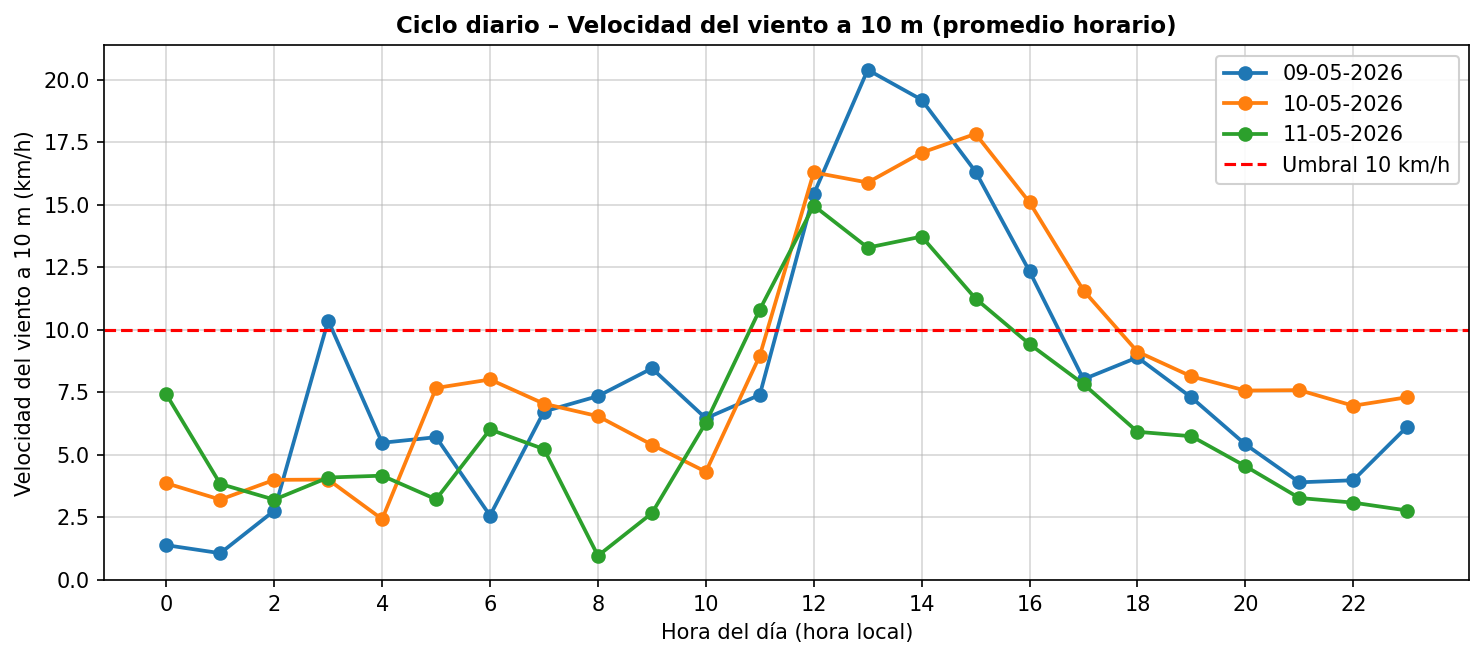 Ciclo diario – Velocidad del viento a 10 m (promedio horario)
Velocidad del viento a 10 m (km/h)
20.0
17.5
15.0
12.5
10.0
7.5
5.0
2.5
0.0
09-05-2026
10-05-2026
11-05-2026
Umbral 10 km/h
0 2 4 6 8 10 12 14 16 18 20 22
Hora del día (hora local)